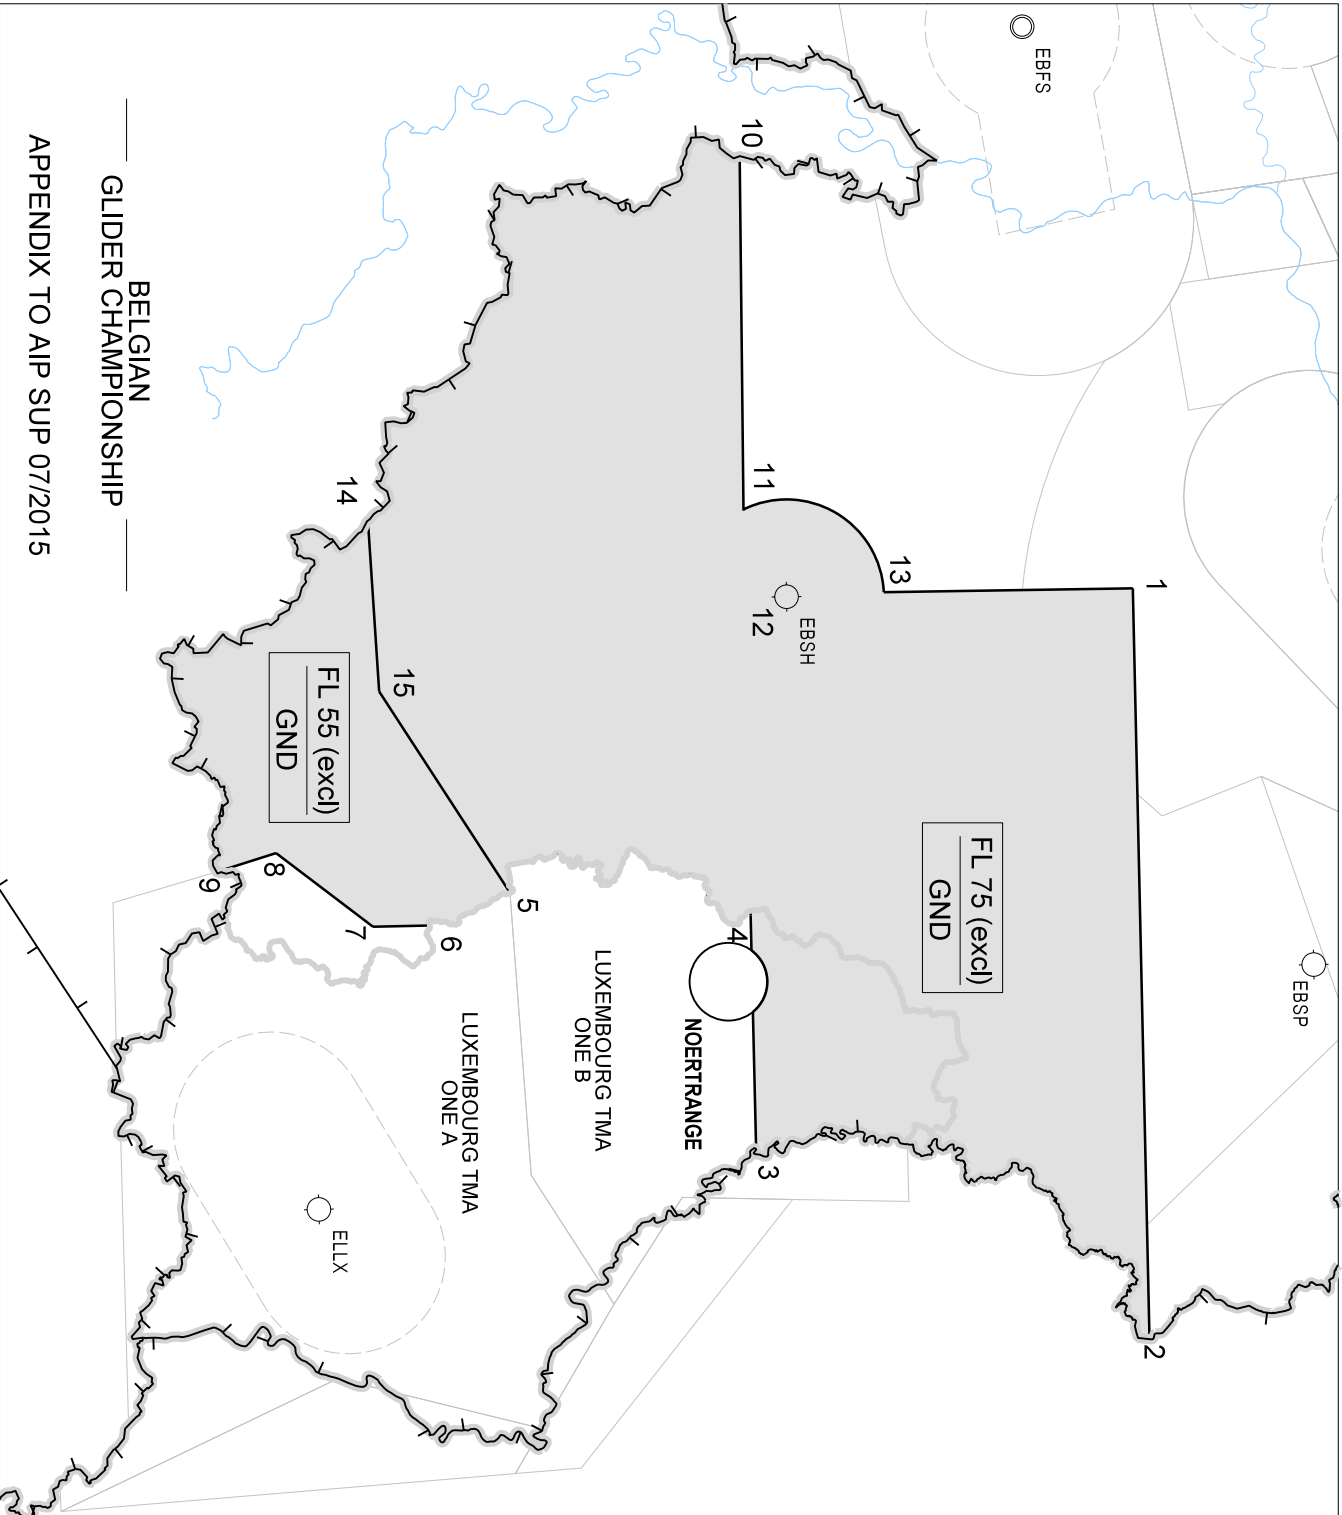 EBSP
1
2
EBFS
FL 75 (excl)
GND
13
EBSH
12
11
10
3
4
NOERTRANGE
LUXEMBOURG TMA
ONE B
5
LUXEMBOURG TMA
ONE A
6
15
14
7
FL 55 (excl)
GND
8
9
ELLX
BELGIAN
GLIDER CHAMPIONSHIP
APPENDIX TO AIP SUP 07/2015